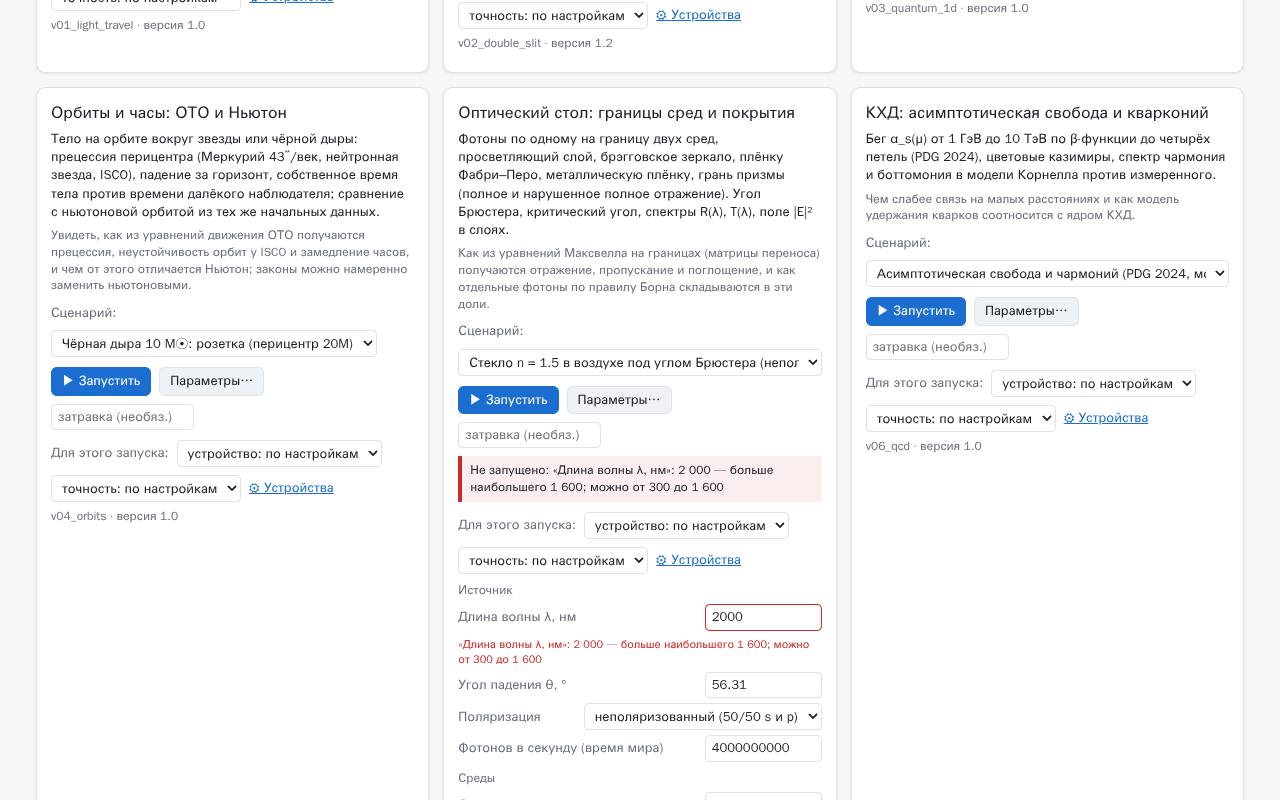 ⚙ Устройства
v01_light_travel · версия 1.0
точность: по настройкам
⚙ Устройства
v02_double_slit · версия 1.2
v03_quantum_1d · версия 1.0
Орбиты и часы: ОТО и Ньютон
Тело на орбите вокруг звезды или чёрной дыры:
прецессия перицентра (Меркурий 43″/век, нейтронная
звезда, ISCO), падение за горизонт, собственное время
тела против времени далёкого наблюдателя; сравнение
с ньютоновой орбитой из тех же начальных данных.
Увидеть, как из уравнений движения ОТО получаются
прецессия, неустойчивость орбит у ISCO и замедление часов,
и чем от этого отличается Ньютон; законы можно намеренно
заменить ньютоновыми.
Сценарий:
Чёрная дыра 10 M☉: розетка (перицентр 20M)
▶ Запустить
Параметры…
затравка (необяз.)
Для этого запуска:
устройство: по настройкам
точность: по настройкам
⚙ Устройства
v04_orbits · версия 1.0
Оптический стол: границы сред и покрытия
Фотоны по одному на границу двух сред,
просветляющий слой, брэгговское зеркало, плёнку
Фабри—Перо, металлическую плёнку, грань призмы
(полное и нарушенное полное отражение). Угол
Брюстера, критический угол, спектры R(λ), T(λ), поле |E|²
в слоях.
Как из уравнений Максвелла на границах (матрицы переноса)
получаются отражение, пропускание и поглощение, и как
отдельные фотоны по правилу Борна складываются в эти
доли.
Сценарий:
Стекло n = 1.5 в воздухе под углом Брюстера (непол
▶ Запустить
Параметры…
затравка (необяз.)
Не запущено: «Длина волны λ, нм»: 2 000 — больше
наибольшего 1 600; можно от 300 до 1 600
Для этого запуска:
устройство: по настройкам
точность: по настройкам
⚙ Устройства
Источник
Длина волны λ, нм
2000
«Длина волны λ, нм»: 2 000 — больше наибольшего 1 600; можно
от 300 до 1 600
Угол падения θ, °
56.31
Поляризация
неполяризованный (50/50 s и p)
Фотонов в секунду (время мира)
4000000000
Среды
КХД: асимптотическая свобода и кварконий
Бег α_s(μ) от 1 ГэВ до 10 ТэВ по β-функции до четырёх
петель (PDG 2024), цветовые казимиры, спектр чармония
и боттомония в модели Корнелла против измеренного.
Чем слабее связь на малых расстояниях и как модель
удержания кварков соотносится с ядром КХД.
Сценарий:
Асимптотическая свобода и чармоний (PDG 2024, мо
▶ Запустить
Параметры…
затравка (необяз.)
Для этого запуска:
устройство: по настройкам
точность: по настройкам
⚙ Устройства
v06_qcd · версия 1.0